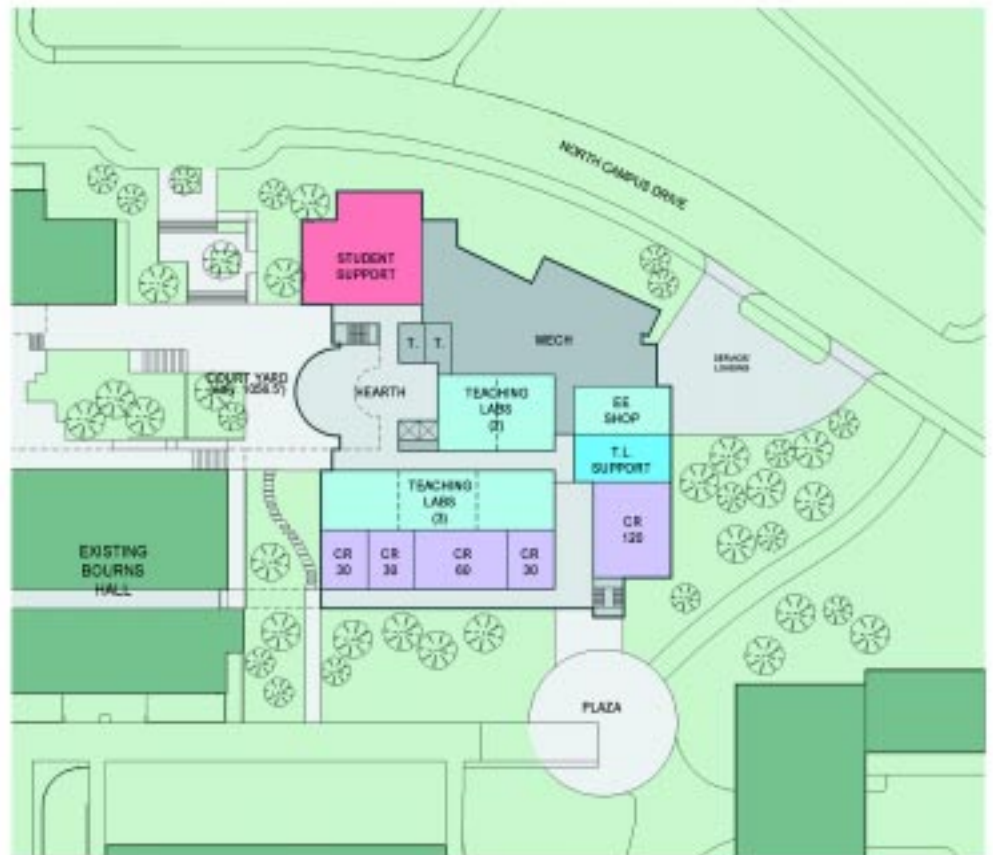 NORTH CAMPUS DRIVE
STUDENT
SUPPORT
T.
T.
MECH
SERVICE/
LOADING
COURT YARD
HEARTH
TEACHING
LABS
(2)
EE
SHOP
T.L.
SUPPORT
TEACHING
LABS
(3)
CR
120
CR
30
CR
30
CR
60
CR
30
EXISTING
BOURNS
HALL
PLAZA